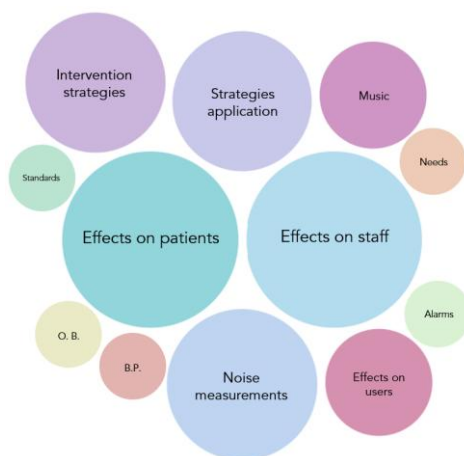 Intervention
strategies
Strategies
application
Music
Needs
Standards
Effects on patients
Effects on staff
Alarms
O. B.
B.P.
Noise
measurements
Effects on
users